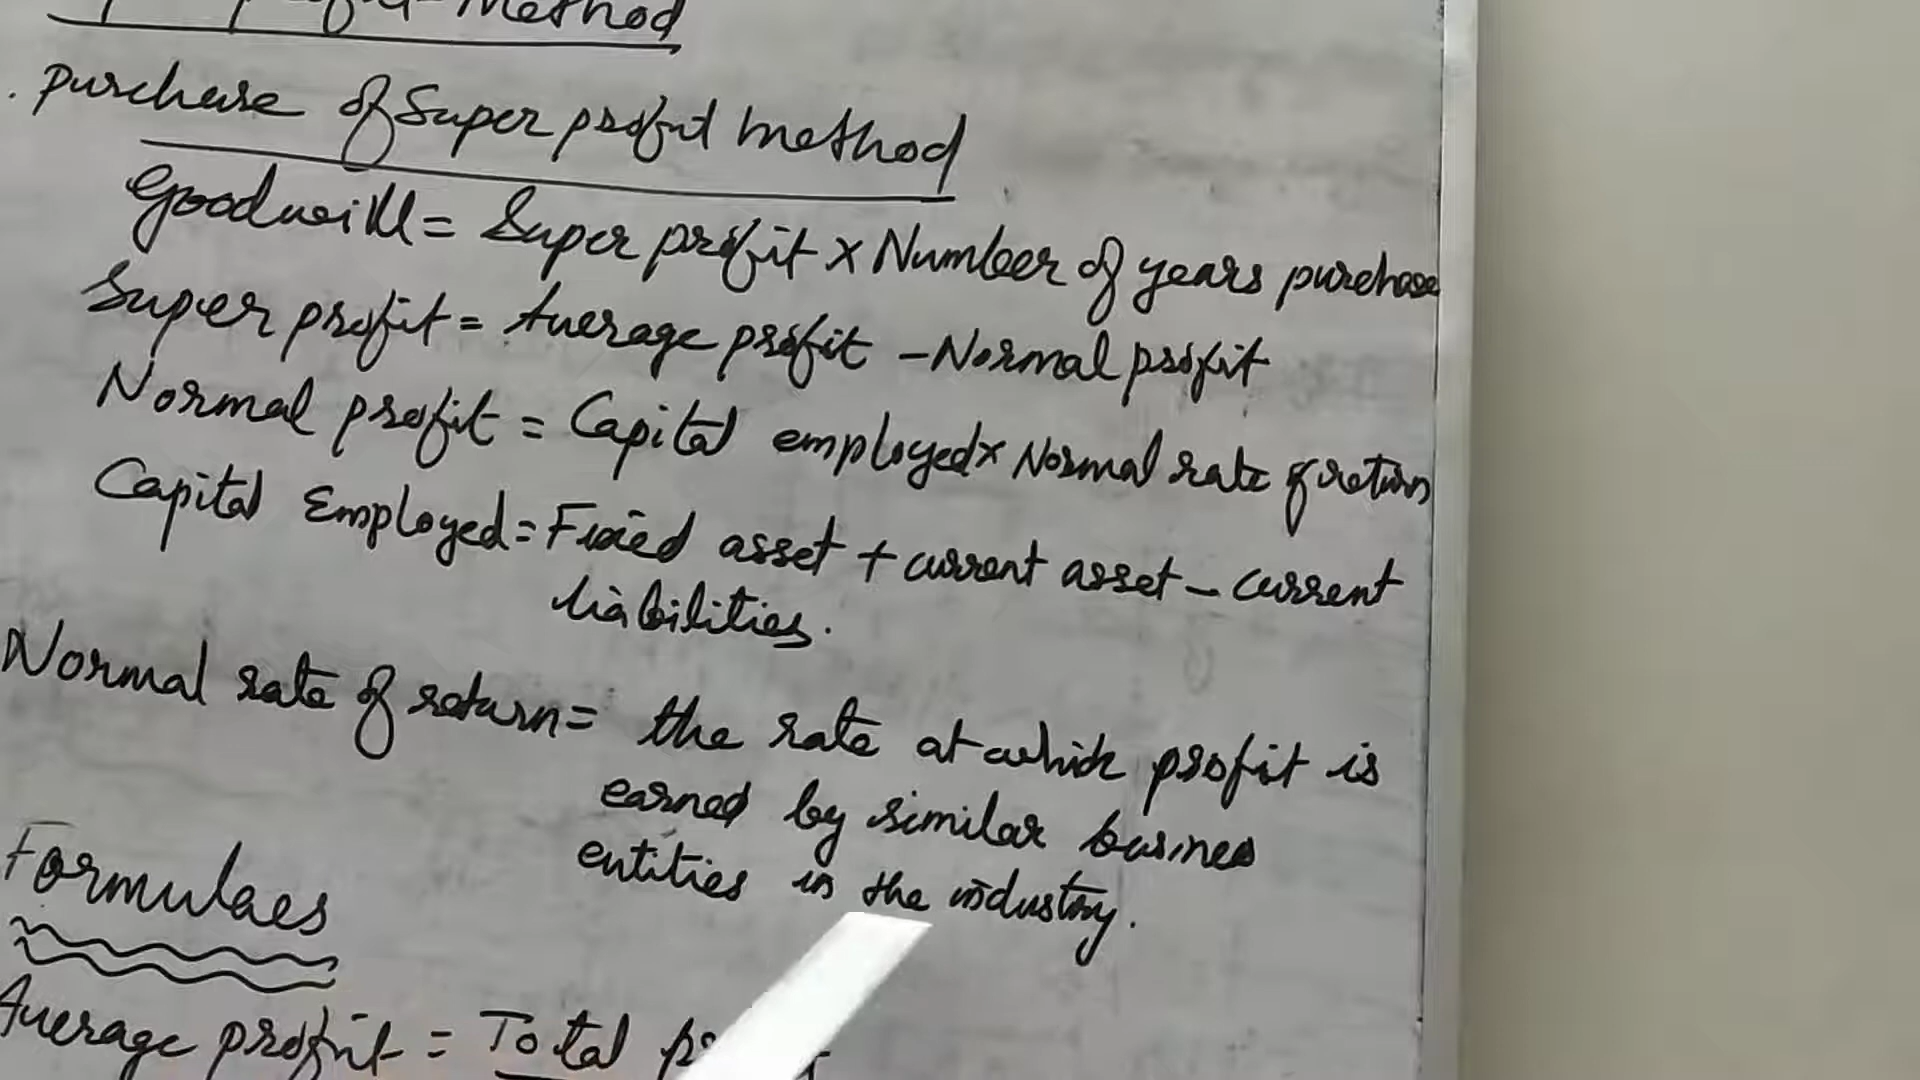 Method
. purchase of Super profit method
Goodwill = Super profit × Number of years purchase
Super profit = Average profit - Normal profit
Normal profit = Capital employed × Normal rate of return
Capital Employed = Fixed asset + current asset - current
liabilities.
Normal rate of return = the rate at which profit is
earned by similar business
entities in the industry.
Formulaes
Average profit = Total